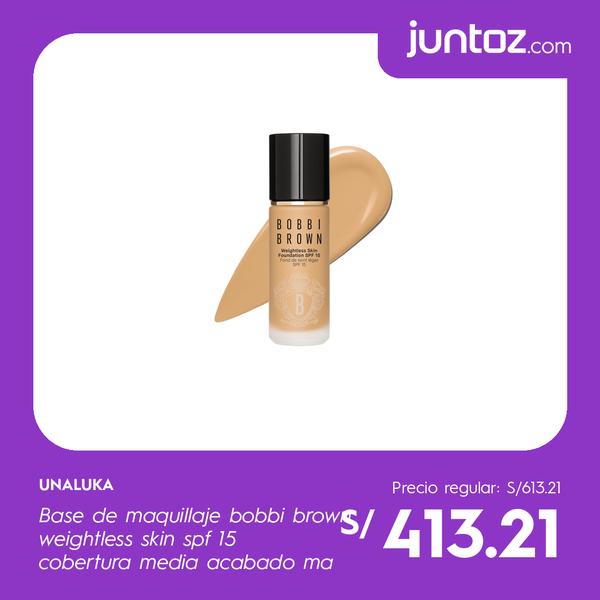 juntoz.com
BOBBI
BROWN
Weightless Skin
Foundation SPF 15
Fond de teint léger
SPF 15
B
UNALUKA
Precio regular: S/613.21
Base de maquillaje bobbi brown
weightless skin spf 15
cobertura media acabado ma
S/ 413.21